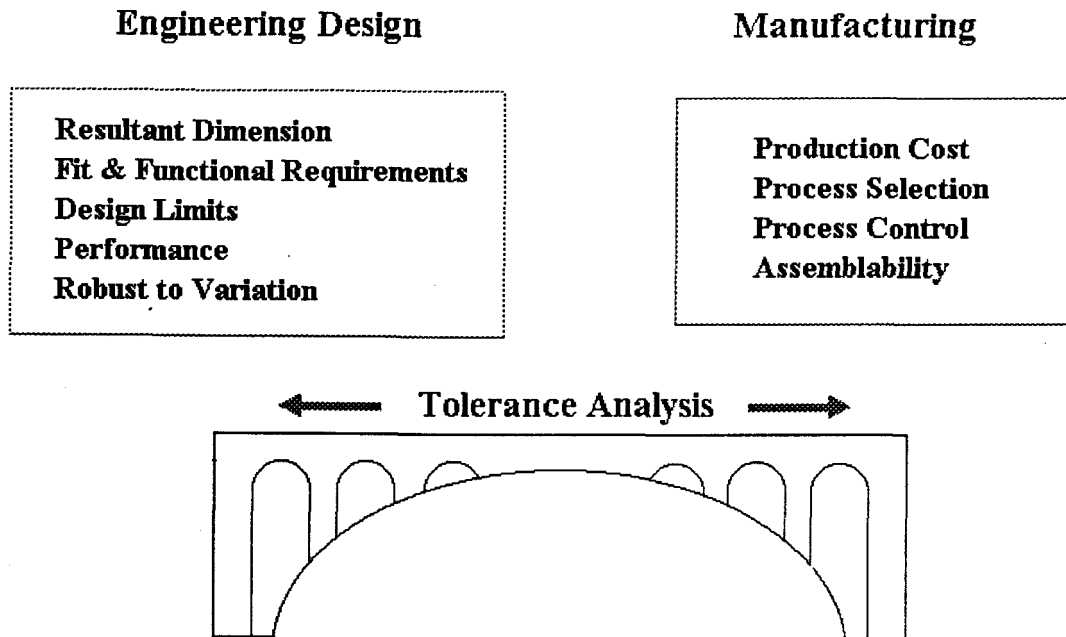 Engineering Design
Manufacturing
Resultant Dimension
Fit & Functional Requirements
Design Limits
Performance
Robust to Variation
Production Cost
Process Selection
Process Control
Assemblability
Tolerance Analysis